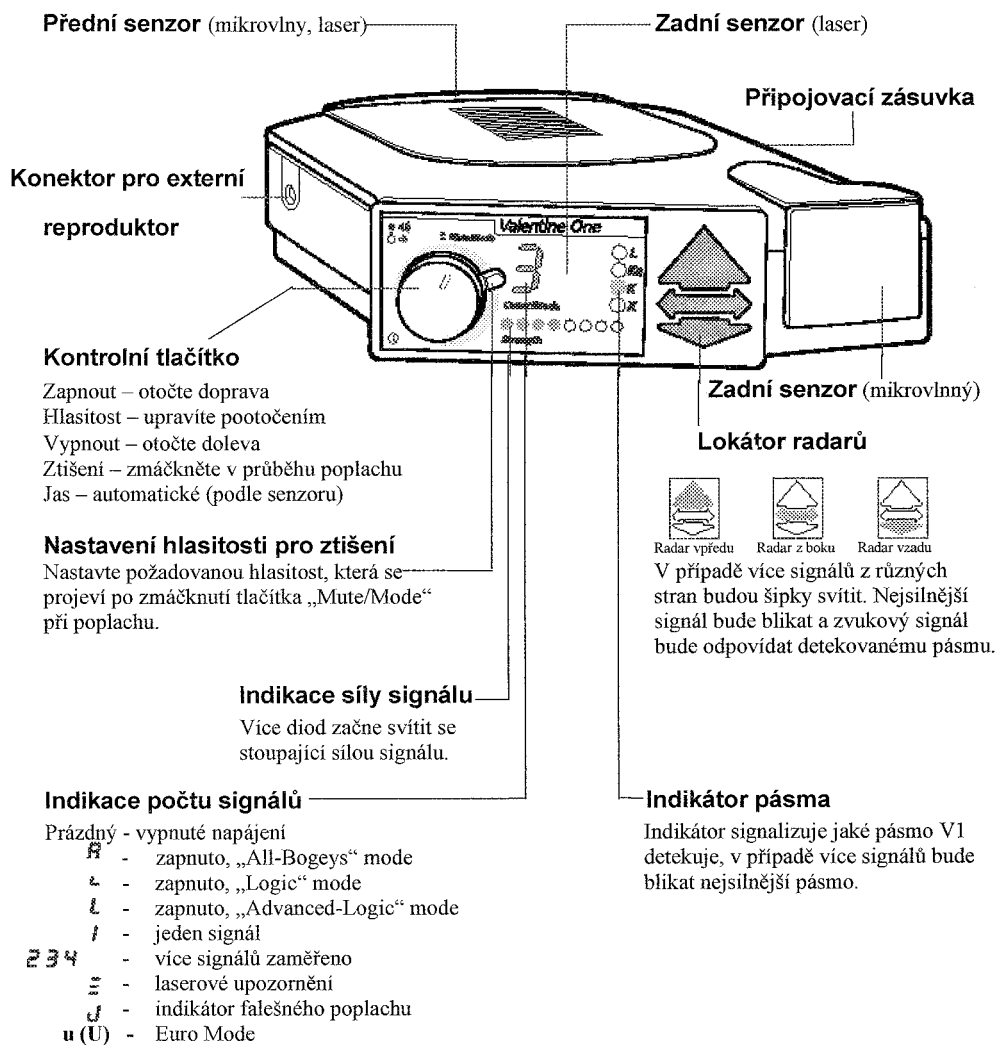 Přední senzor (mikrovlny, laser)
Zadní senzor (laser)
Připojovací zásuvka
Konektor pro externí
reproduktor
Valentine One
3
L
Ka
K
X
Strength
Kontrolní tlačítko
Zapnout – otočte doprava
Hlasitost – upravíte pootočením
Vypnout – otočte doleva
Ztišení – zmáčkněte v průběhu poplachu
Jas – automatické (podle senzoru)
Zadní senzor (mikrovlnný)
Lokátor radarů
Radar vpředu Radar z boku Radar vzadu
V případě více signálů z různých
stran budou šipky svítit. Nejsilnější
signál bude blikat a zvukový signál
bude odpovídat detekovanému pásmu.
Nastavení hlasitosti pro ztišení
Nastavte požadovanou hlasitost, která se
projeví po zmáčknutí tlačítka „Mute/Mode“
při poplachu.
Indikace síly signálu
Více diod začne svítit se
stoupající sílou signálu.
Indikace počtu signálů
Prázdný - vypnuté napájení
A - zapnuto, „All-Bogeys“ mode
- zapnuto, „Logic“ mode
L - zapnuto, „Advanced-Logic“ mode
1 - jeden signál
2 3 4 - více signálů zaměřeno
- laserové upozornění
J - indikátor falešného poplachu
u (U) - Euro Mode
Indikátor pásma
Indikátor signalizuje jaké pásmo V1
detekuje, v případě více signálů bude
blikat nejsilnější pásmo.